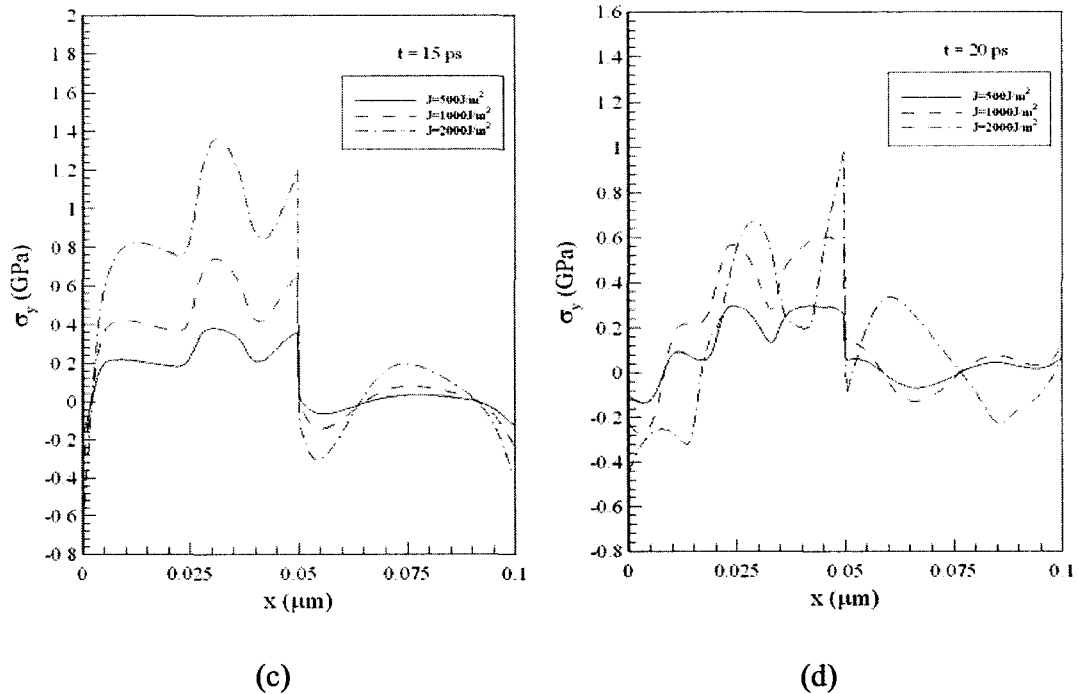 2
1 8
1 6
1.4
1.2
1
0 8
0 6
0 4
0 2
0
-0 2
-0 4
-0 6
-0 8
σy (GPa)
t = 15 ps
J=500J/m²
J=1000J/m²
J=2000J/m²
0
0.025
0.05
0.075
0.1
x (μm)
(c)
1.6
1.4
1.2
1
0.8
0.6
0.4
0.2
0
-0.2
-0.4
-0.6
-0.8
σy (GPa)
t = 20 ps
J=500J/m²
J=1000J/m²
J=2000J/m²
0
0.025
0.05
0.075
0.1
x (μm)
(d)